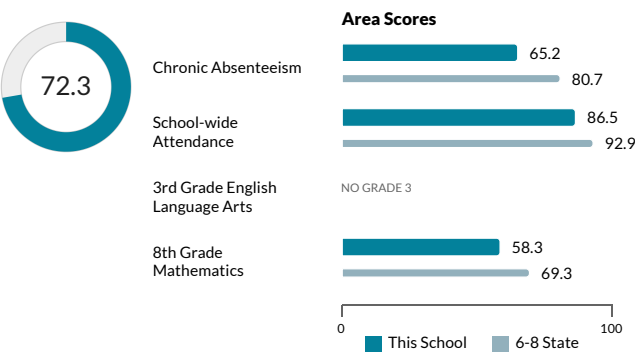 Area Scores
72.3
Chronic Absenteeism
65.2
80.7
School-wide
Attendance
86.5
92.9
3rd Grade English
Language Arts
NO GRADE 3
8th Grade
Mathematics
58.3
69.3
0
100
This School
6-8 State